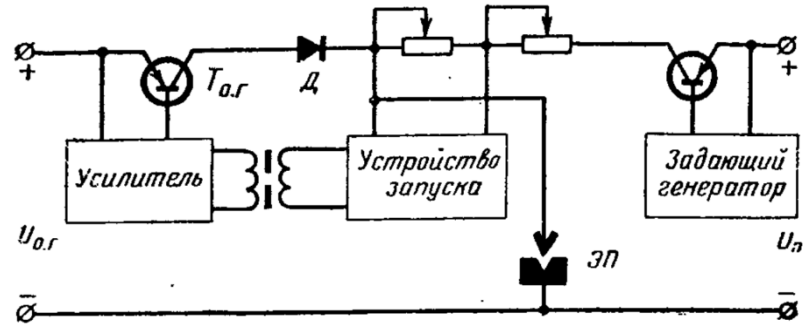 +
T о.г
Д
+
Усилитель
Устройство
запуска
Задающий
генератор
U о.г
ЭП
U п
−
−